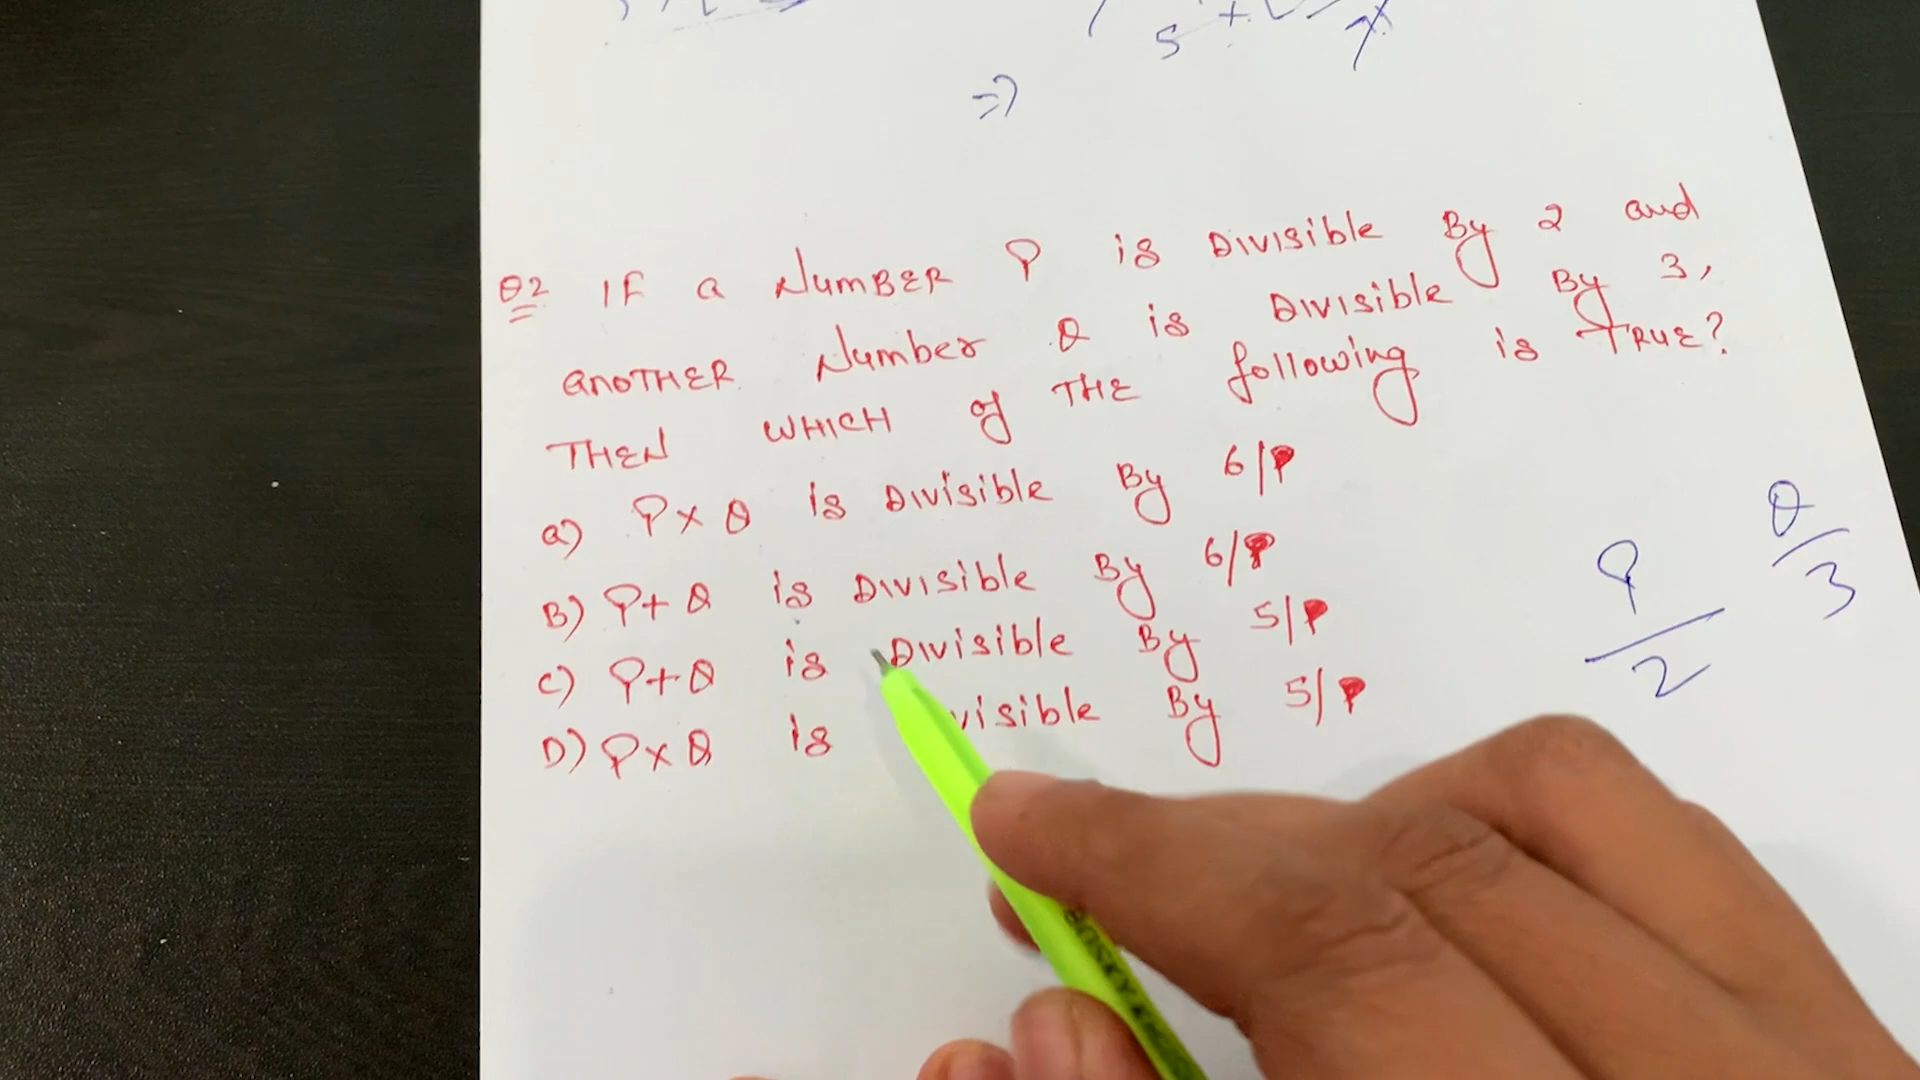 5 +
=>
Q2 IF a NumBER P is DIVISIble By 2 and
anoTHER Number Q is DIVISIble By 3,
THEN WHICH of THE following is TRUE?
a) P x Q is DIVISIble By 6/P
B) P + Q is DIVISIble By 6/P
C) P + Q is DIVISIble By 5/P
D) P x Q is visible By 5/P
P/2
Q/3